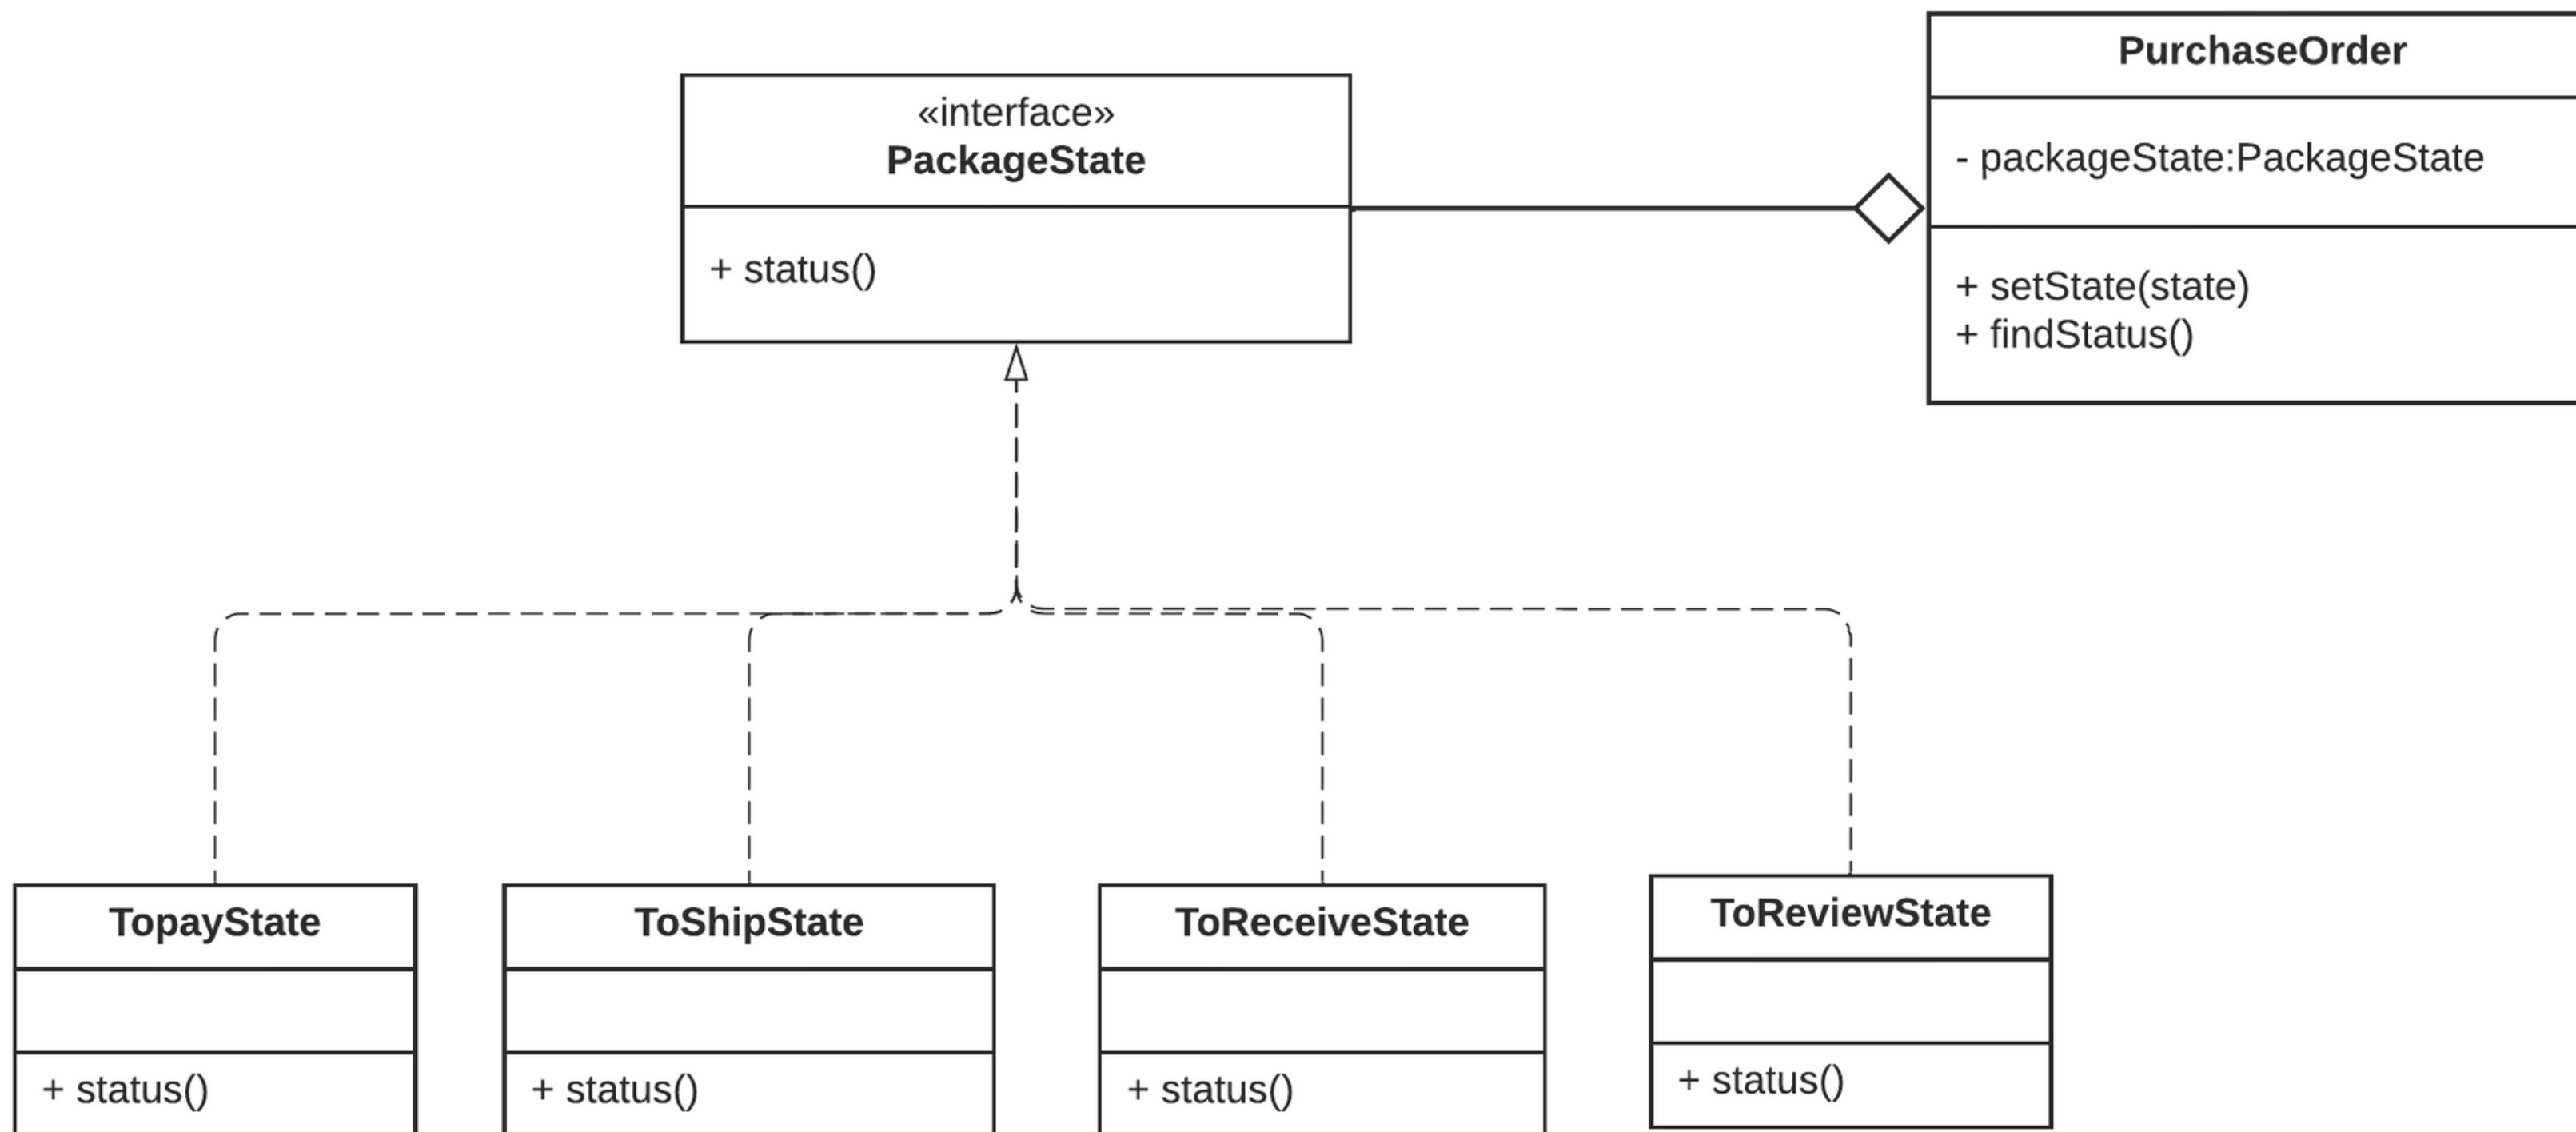 «interface»
PackageState
+ status()
PurchaseOrder
- packageState:PackageState
+ setState(state)
+ findStatus()
TopayState
+ status()
ToShipState
+ status()
ToReceiveState
+ status()
ToReviewState
+ status()